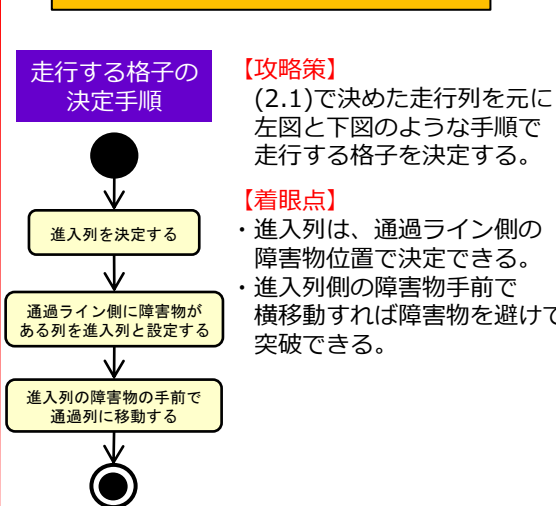 走行する格子の
決定手順
進入列を決定する
通過ライン側に障害物が
ある列を進入列と設定する
進入列の障害物の手前で
通過列に移動する
【攻略策】
(2.1)で決めた走行列を元に
左図と下図のような手順で
走行する格子を決定する。
【着眼点】
・進入列は、通過ライン側の
障害物位置で決定できる。
・進入列側の障害物手前で
横移動すれば障害物を避けて
突破できる。